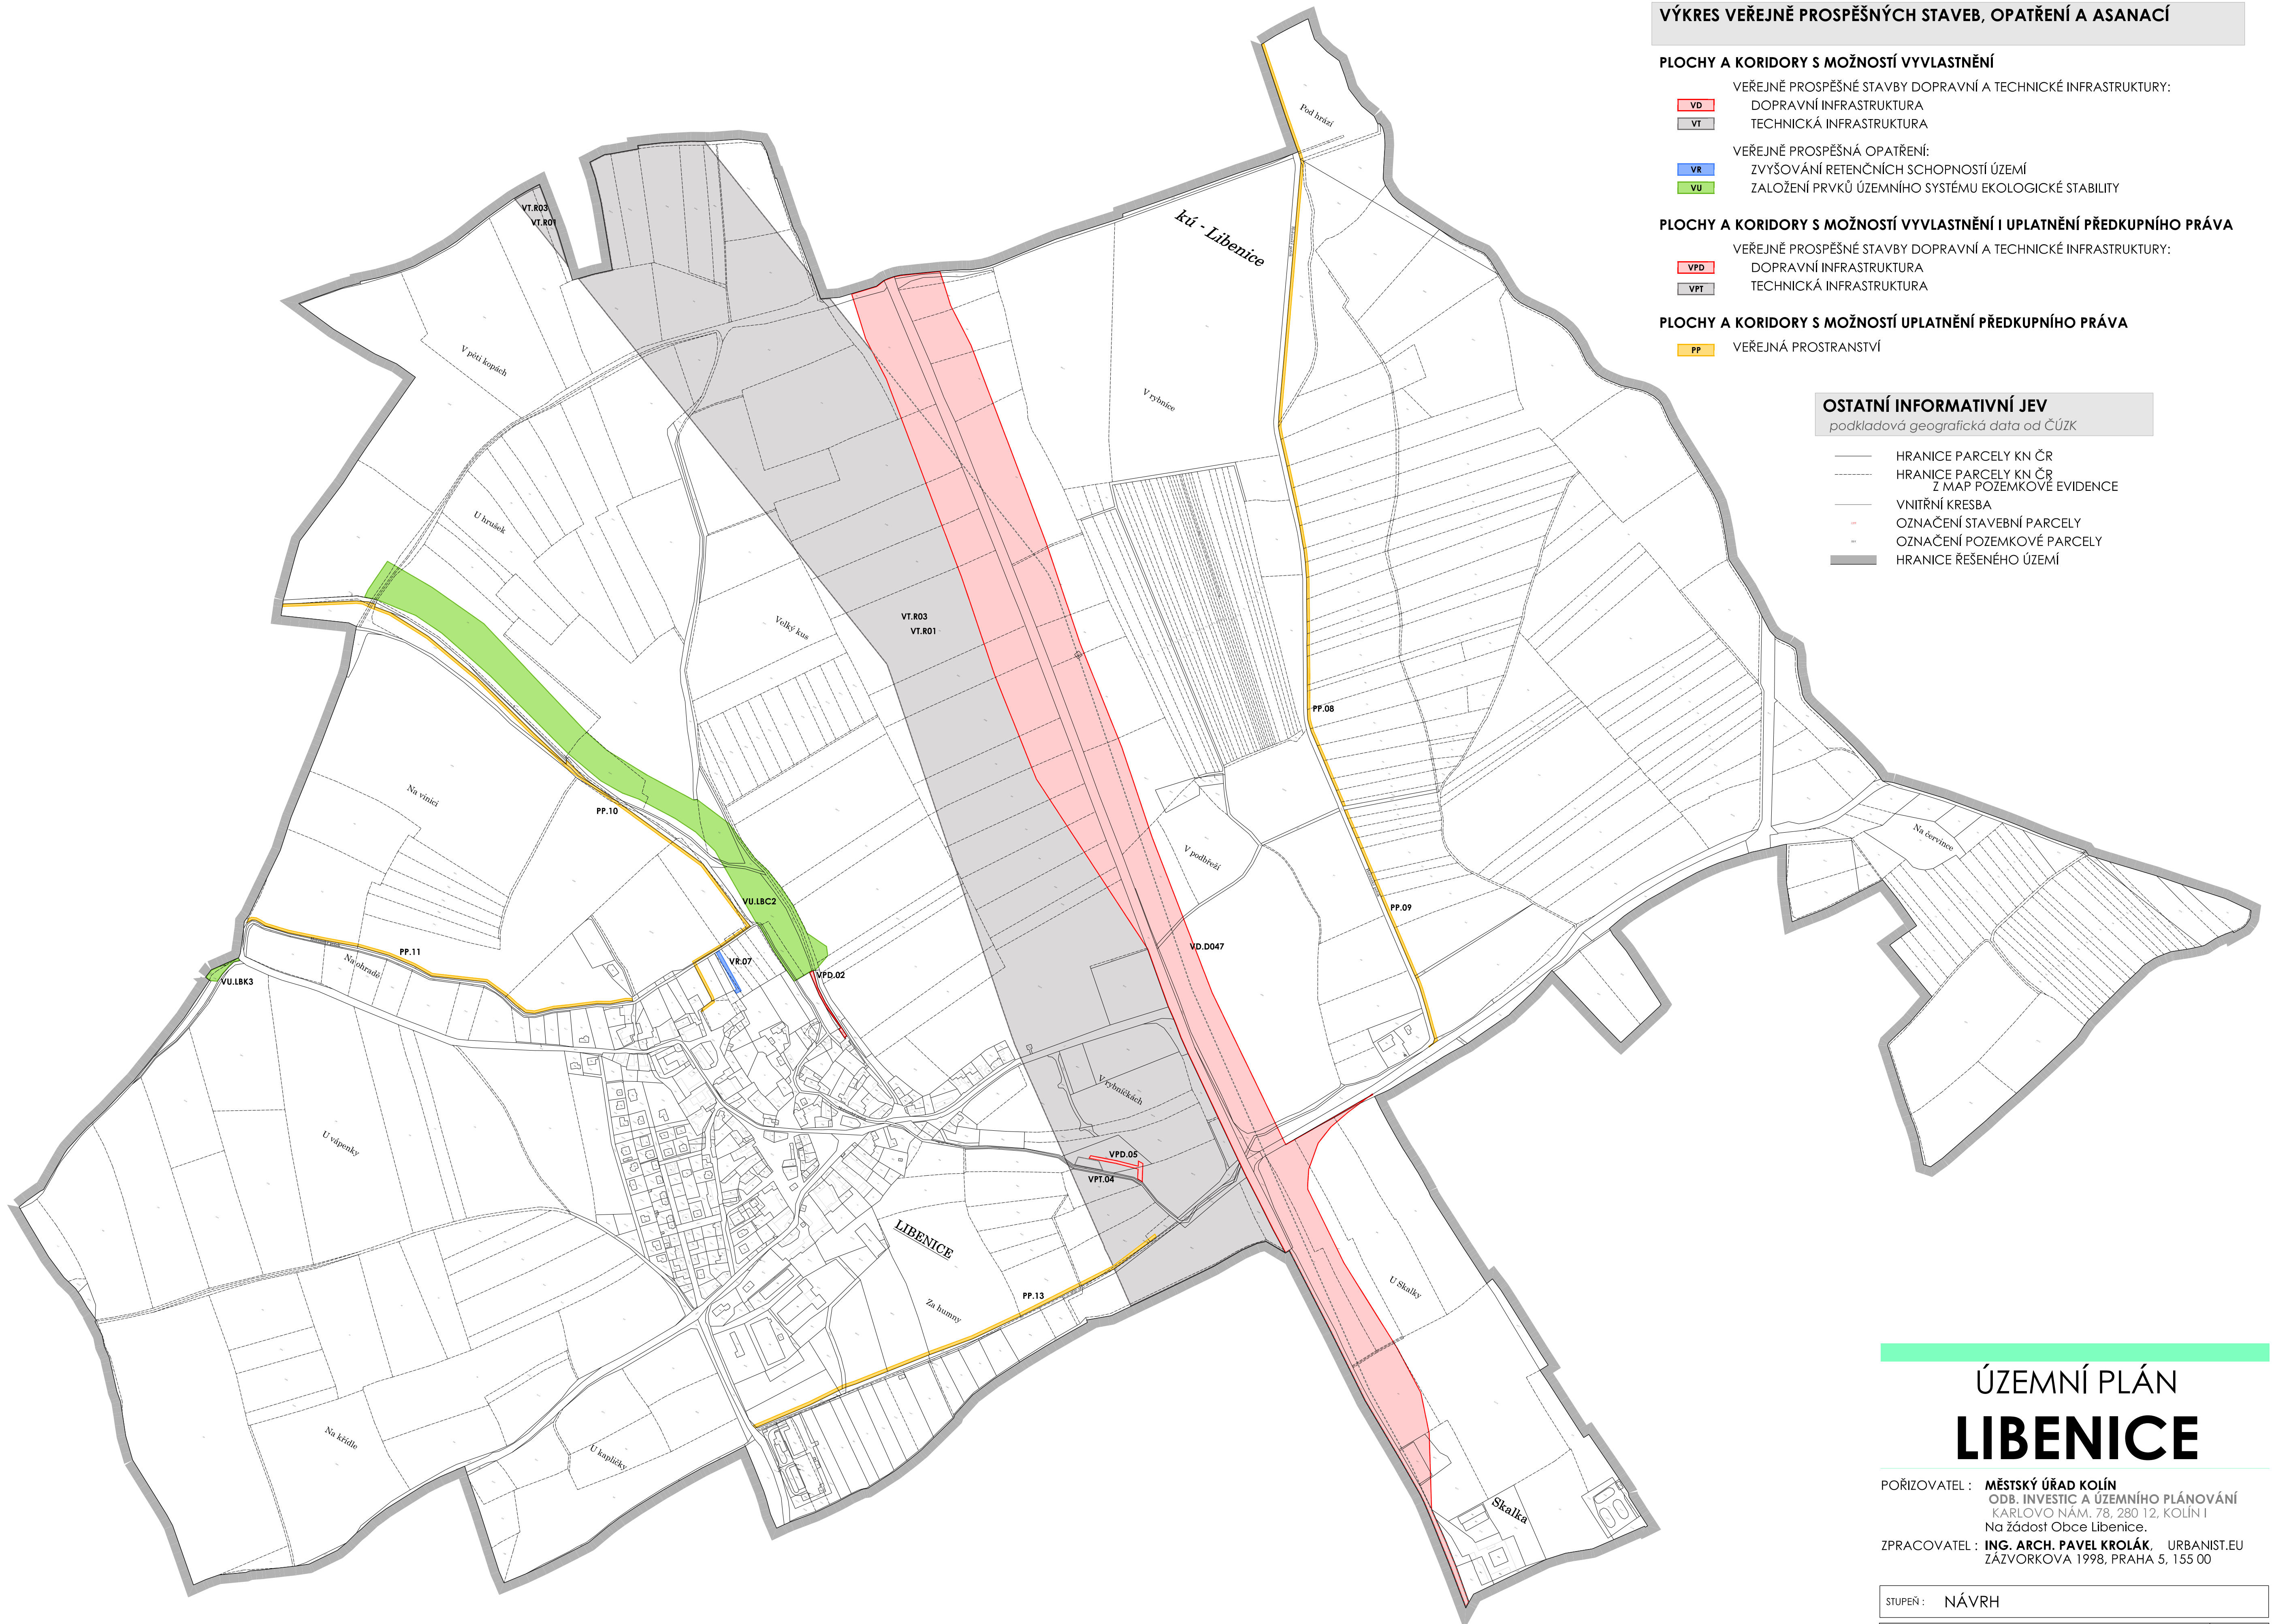 VÝKRES VEŘEJNĚ PROSPĚŠNÝCH STAVEB, OPATŘENÍ A ASANACÍ
PLOCHY A KORIDORY S MOŽNOSTÍ VYVLASTNĚNÍ
VEŘEJNĚ PROSPĚŠNÉ STAVBY DOPRAVNÍ A TECHNICKÉ INFRASTRUKTURY:
VD DOPRAVNÍ INFRASTRUKTURA
VT TECHNICKÁ INFRASTRUKTURA
VEŘEJNĚ PROSPĚŠNÁ OPATŘENÍ:
VR ZVYŠOVÁNÍ RETENČNÍCH SCHOPNOSTÍ ÚZEMÍ
VU ZALOŽENÍ PRVKŮ ÚZEMNÍHO SYSTÉMU EKOLOGICKÉ STABILITY
PLOCHY A KORIDORY S MOŽNOSTÍ VYVLASTNĚNÍ I UPLATNĚNÍ PŘEDKUPNÍHO PRÁVA
VEŘEJNĚ PROSPĚŠNÉ STAVBY DOPRAVNÍ A TECHNICKÉ INFRASTRUKTURY:
VPD DOPRAVNÍ INFRASTRUKTURA
VPT TECHNICKÁ INFRASTRUKTURA
PLOCHY A KORIDORY S MOŽNOSTÍ UPLATNĚNÍ PŘEDKUPNÍHO PRÁVA
PP VEŘEJNÁ PROSTRANSTVÍ
OSTATNÍ INFORMATIVNÍ JEV
podkladová geografická data od ČÚZK
HRANICE PARCELY KN ČR
HRANICE PARCELY KN ČR
Z MAP POZEMKOVÉ EVIDENCE
VNITŘNÍ KRESBA
OZNAČENÍ STAVEBNÍ PARCELY
OZNAČENÍ POZEMKOVÉ PARCELY
HRANICE ŘEŠENÉHO ÚZEMÍ
Pod hrází
VT.R03
VT.R01
kú - Libenice
V pěti kopách
V rybnice
U hrušek
VT.R03
VT.R01
Velký kus
PP.08
Na vinici
PP.10
Na červince
V podbřeží
VU.LBC2
PP.09
VD.D047
PP.11
Na ohradě
VR.07
VPD.02
VU.LBK3
V rybníčkách
U vápenky
VPD.05
VPT.04
LIBENICE
U Skalky
PP.13
Za humny
Na křídle
U kapličky
Skalka
ÚZEMNÍ PLÁN
LIBENICE
POŘIZOVATEL : MĚSTSKÝ ÚŘAD KOLÍN
ODB. INVESTIC A ÚZEMNÍHO PLÁNOVÁNÍ
KARLOVO NÁM. 78, 280 12, KOLÍN I
Na žádost Obce Libenice.
ZPRACOVATEL : ING. ARCH. PAVEL KROLÁK, URBANIST.EU
ZÁZVORKOVA 1998, PRAHA 5, 155 00
STUPEŇ : NÁVRH